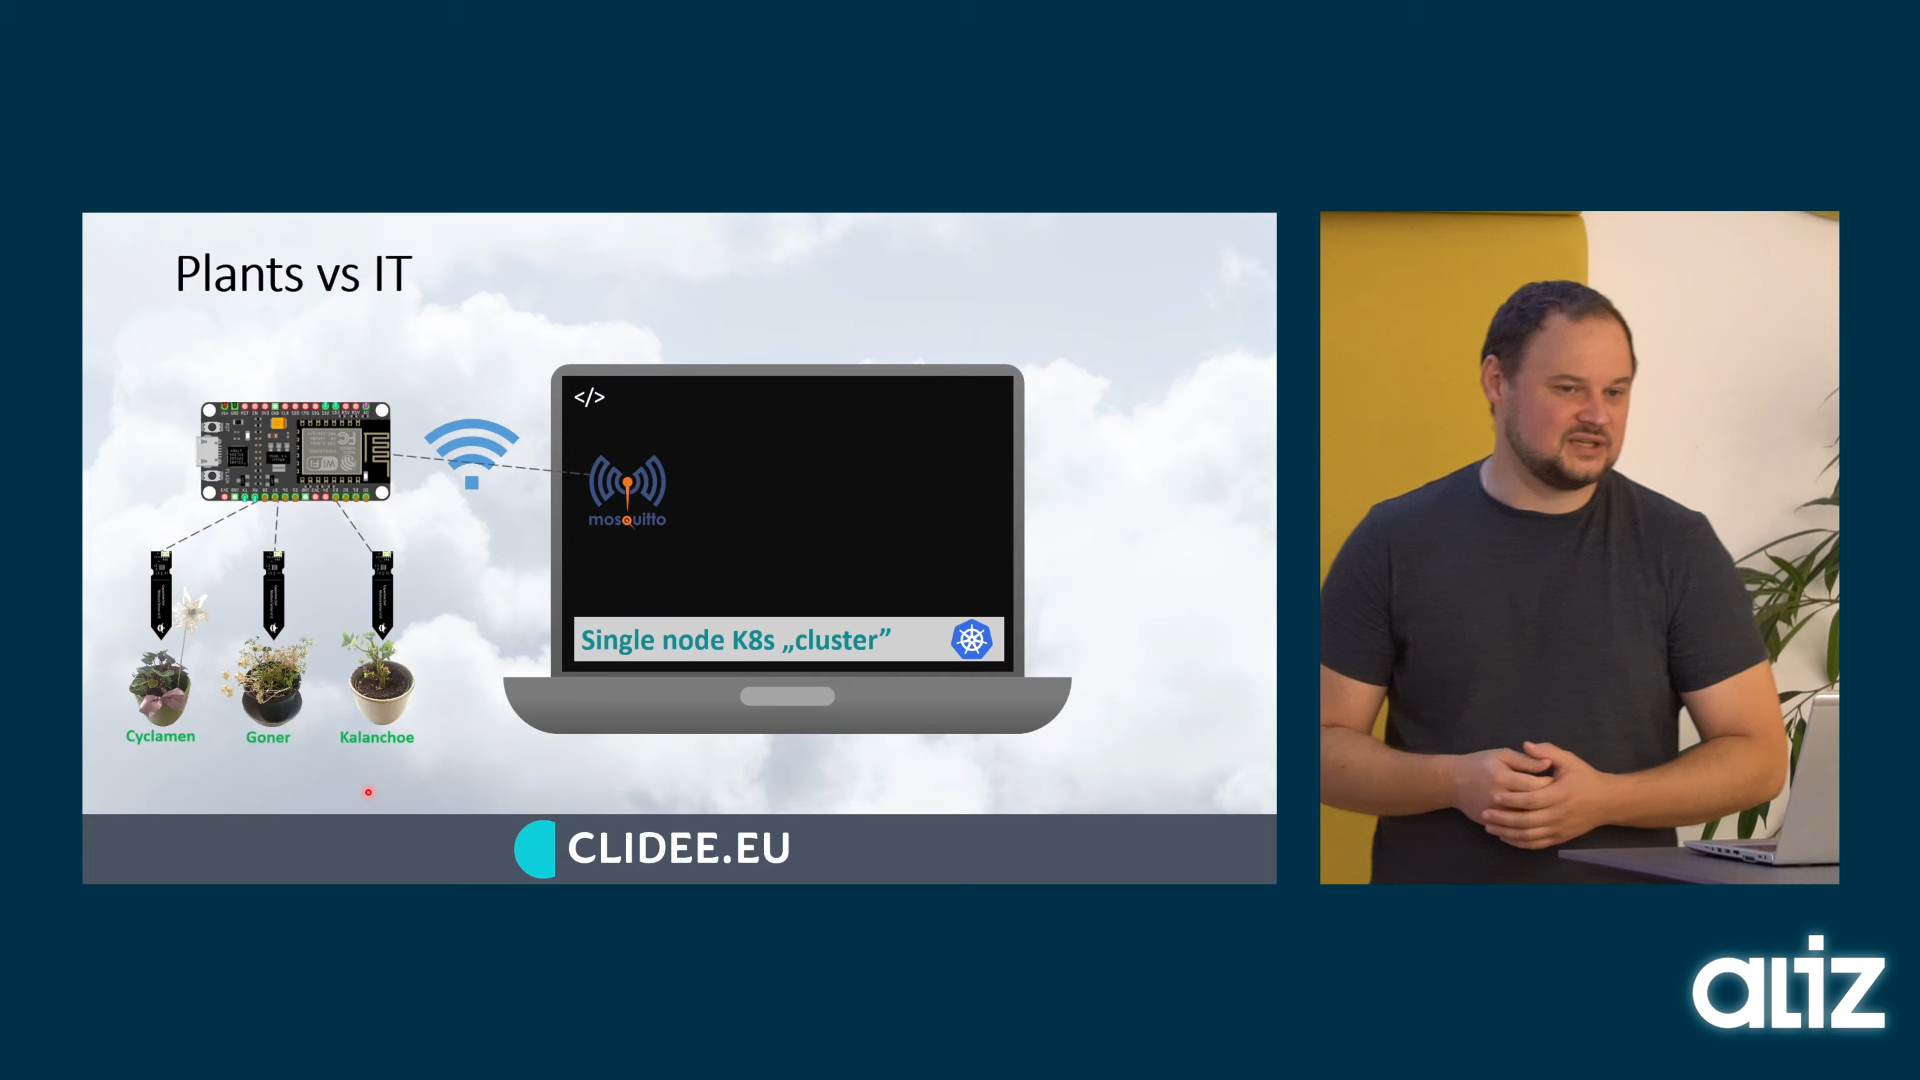 Plants vs IT
</>
mosquitto
Single node K8s „cluster”
Cyclamen
Goner
Kalanchoe
CLIDEE.EU
aliz